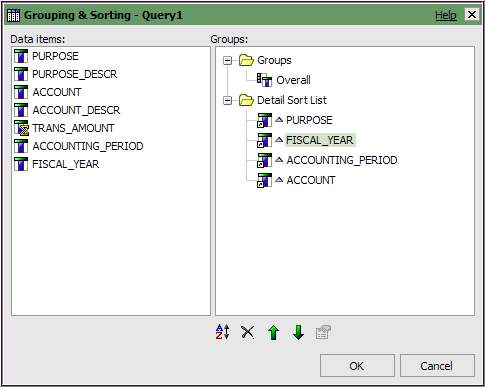 Grouping & Sorting - Query1
Help
Data items:
Groups:
PURPOSE
PURPOSE_DESCR
ACCOUNT
ACCOUNT_DESCR
TRANS_AMOUNT
ACCOUNTING_PERIOD
FISCAL_YEAR
Groups
Overall
Detail Sort List
PURPOSE
FISCAL_YEAR
ACCOUNTING_PERIOD
ACCOUNT
OK
Cancel